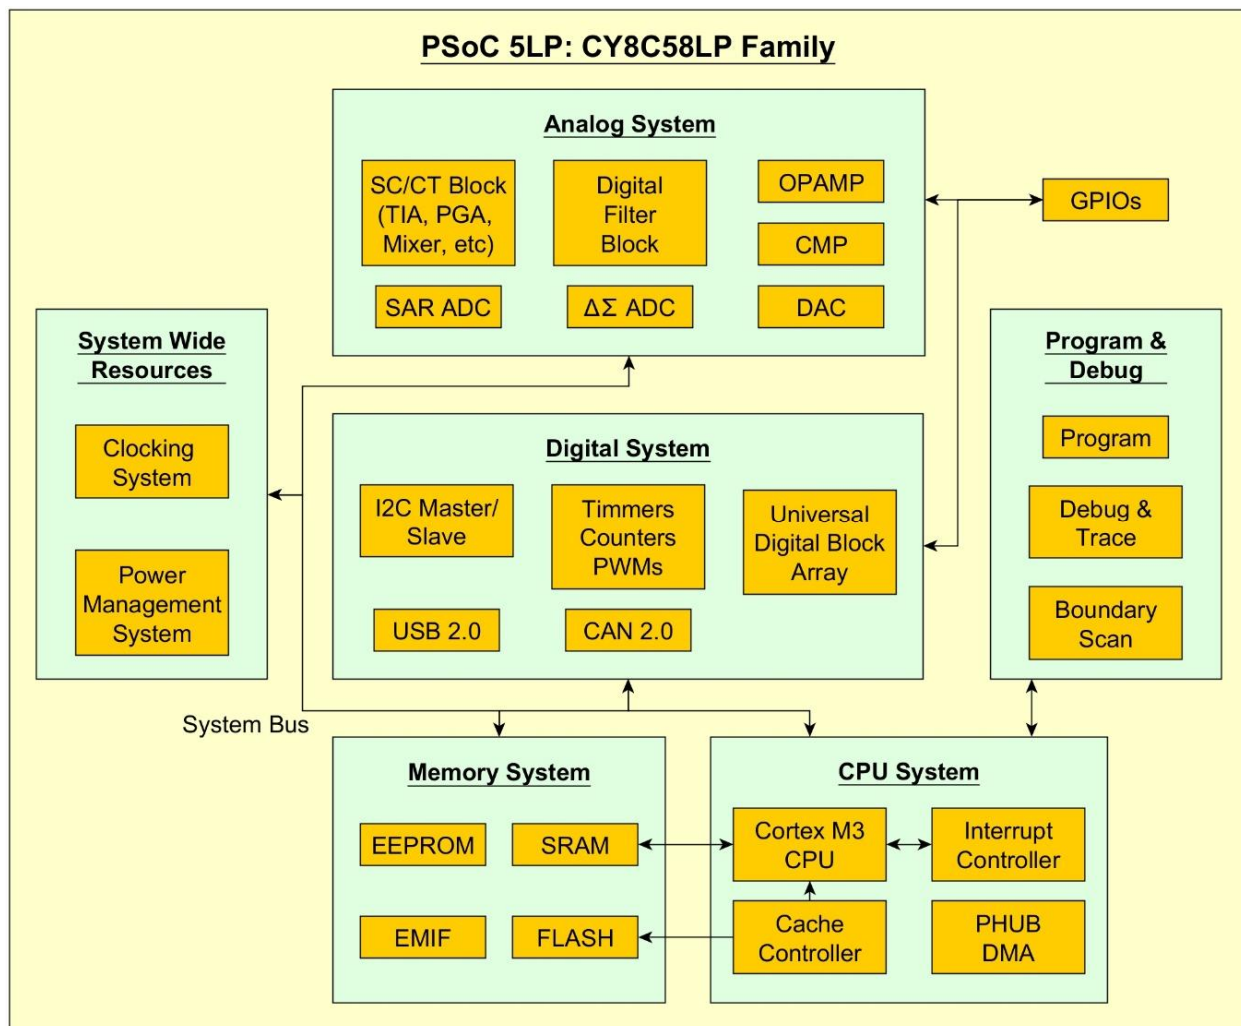 PSoC 5LP: CY8C58LP Family
Analog System
SC/CT Block
(TIA, PGA,
Mixer, etc)
Digital
Filter
Block
OPAMP
CMP
SAR ADC
ΔΣ ADC
DAC
GPIOs
System Wide
Resources
Clocking
System
Power
Management
System
Digital System
I2C Master/
Slave
Timmers
Counters
PWMs
Universal
Digital Block
Array
USB 2.0
CAN 2.0
Program &
Debug
Program
Debug &
Trace
Boundary
Scan
System Bus
Memory System
EEPROM
SRAM
EMIF
FLASH
CPU System
Cortex M3
CPU
Interrupt
Controller
Cache
Controller
PHUB
DMA